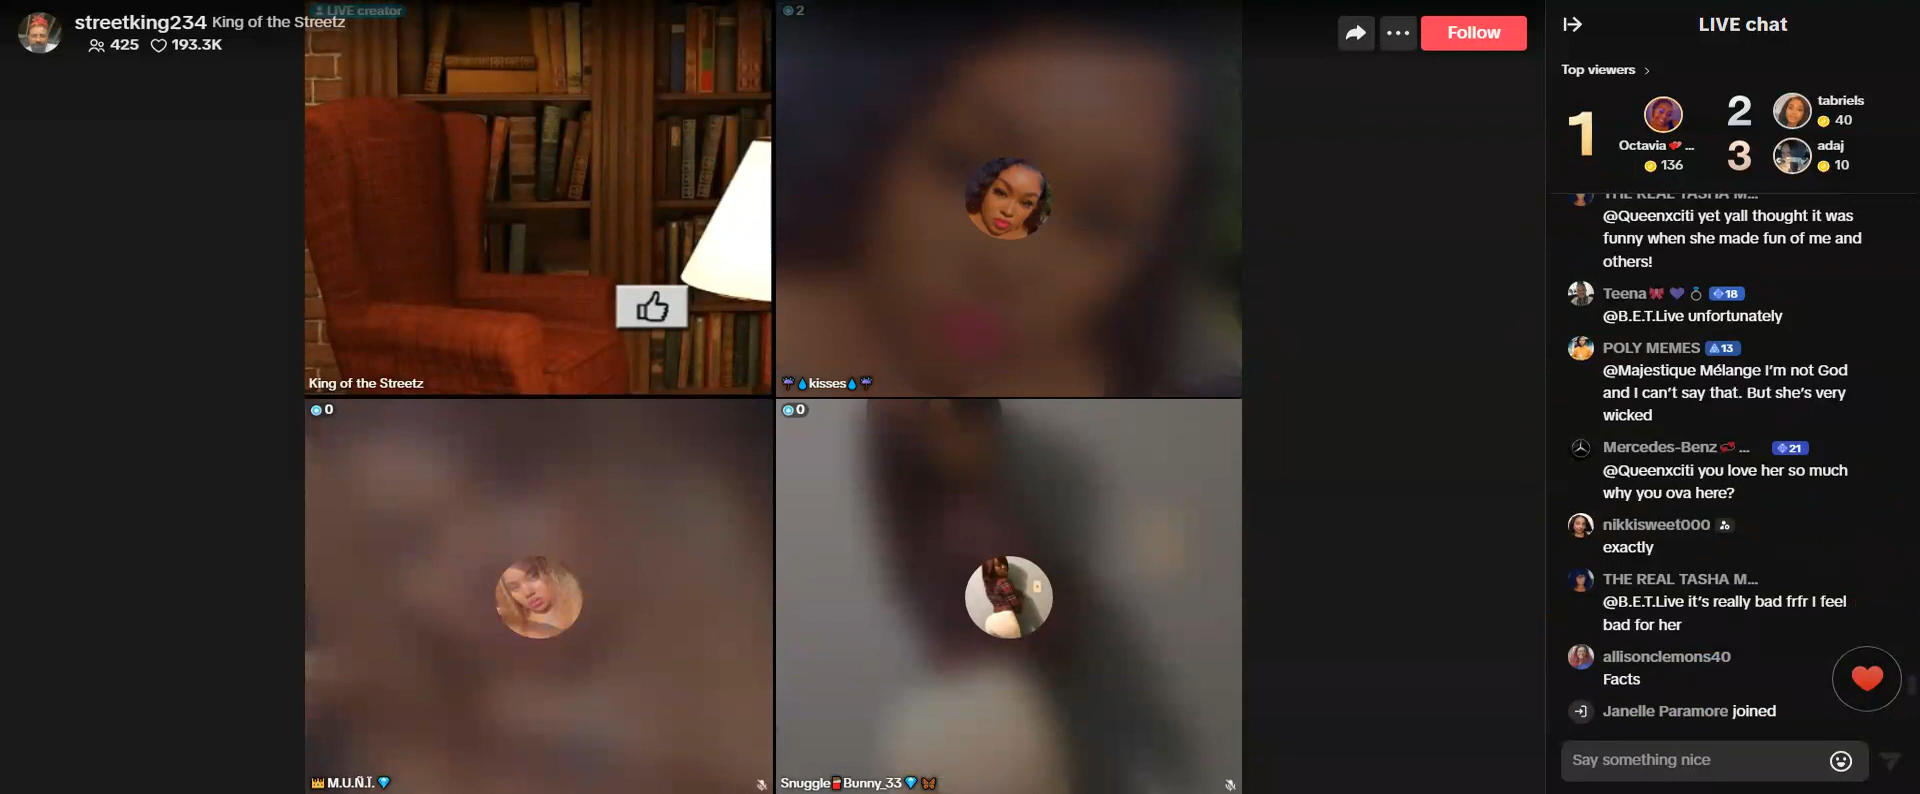 streetking234 King of the Streetz
425 193.3K
LIVE creator
2
Follow
LIVE chat
Top viewers
1
Octavia ...
136
2
tabriels
40
3
adaj
10
King of the Streetz
kisses
0
M.U.Ñ.Ї.
0
Snuggle Bunny_33
THE REAL TASHA M...
@Queenxciti yet yall thought it was
funny when she made fun of me and
others!
Teena 18
@B.E.T.Live unfortunately
POLY MEMES 13
@Majestique Mélange I'm not God
and I can't say that. But she's very
wicked
Mercedes-Benz ... 21
@Queenxciti you love her so much
why you ova here?
nikkisweet000
exactly
THE REAL TASHA M...
@B.E.T.Live it's really bad frfr I feel
bad for her
allisonclemons40
Facts
Janelle Paramore joined
Say something nice